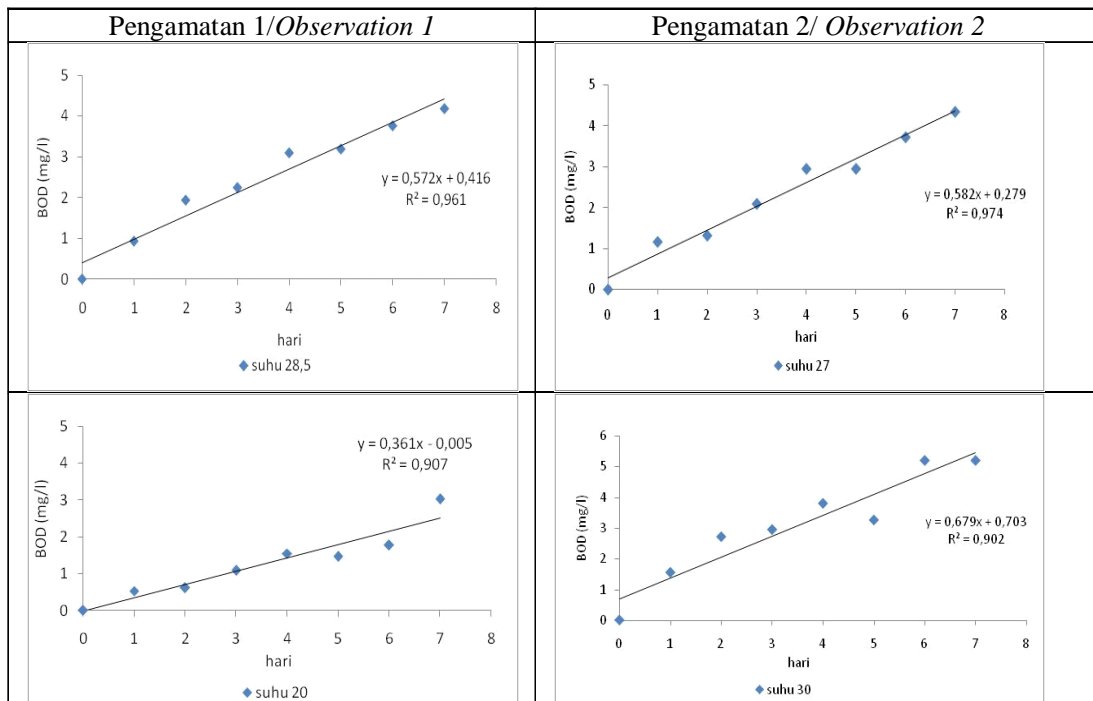 Pengamatan 1/Observation 1
Pengamatan 2/ Observation 2
5
4
3
2
1
0
BOD (mg/l)
y = 0,572x + 0,416
R² = 0,961
0 1 2 3 4 5 6 7 8
hari
suhu 28,5
5
4
3
2
1
0
BOD (mg/l)
y = 0,582x + 0,279
R² = 0,974
0 1 2 3 4 5 6 7 8
hari
suhu 27
5
4
3
2
1
0
BOD (mg/l)
y = 0,361x - 0,005
R² = 0,907
0 1 2 3 4 5 6 7 8
hari
suhu 20
6
5
4
3
2
1
0
BOD (mg/l)
y = 0,679x + 0,703
R² = 0,902
0 1 2 3 4 5 6 7 8
hari
suhu 30